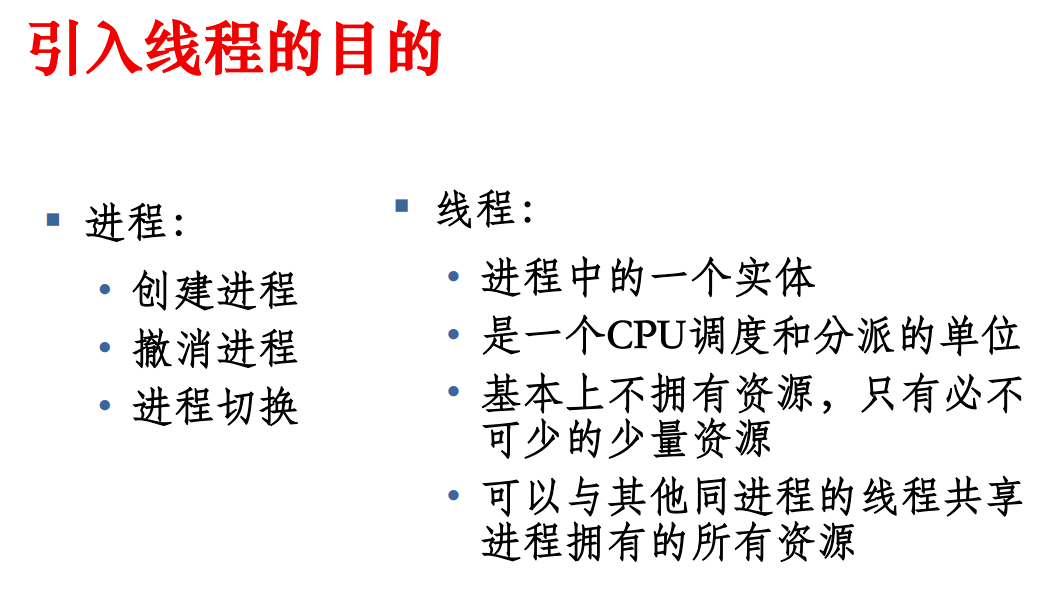 引入线程的目的
进程：
创建进程
撤消进程
进程切换
线程：
进程中的一个实体
是一个CPU调度和分派的单位
基本上不拥有资源，只有必不
可少的少量资源
可以与其他同进程的线程共享
进程拥有的所有资源